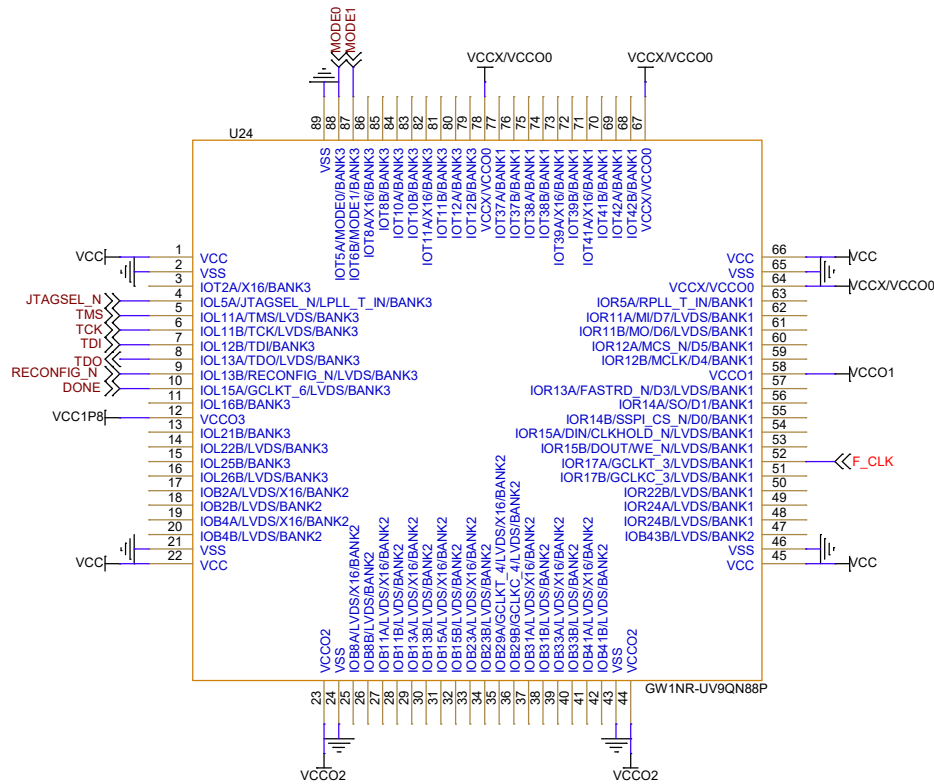 MODE0
MODE1
VCCX/VCCO0
VCCX/VCCO0
89
88
87
86
85
84
83
82
81
80
79
78
77
76
75
74
73
72
71
70
69
68
67
U24
VSS
IOT5A/MODE0/BANK3
IOT6B/MODE1/BANK3
IOT8A/X16/BANK3
IOT8B/BANK3
IOT10A/BANK3
IOT10B/BANK3
IOT11A/X16/BANK3
IOT11B/BANK3
IOT12A/BANK3
IOT12B/BANK3
VCCX/VCCO0
IOT37A/BANK1
IOT37B/BANK1
IOT38A/BANK1
IOT38B/BANK1
IOT39A/X16/BANK1
IOT39B/BANK1
IOT41A/X16/BANK1
IOT41B/BANK1
IOT42A/BANK1
IOT42B/BANK1
VCCX/VCCO0
VCC 1 VCC
2 VSS
3 IOT2A/X16/BANK3
JTAGSEL_N 4 IOL5A/JTAGSEL_N/LPLL_T_IN/BANK3
TMS 5 IOL11A/TMS/LVDS/BANK3
TCK 6 IOL11B/TCK/LVDS/BANK3
TDI 7 IOL12B/TDI/BANK3
TDO 8 IOL13A/TDO/LVDS/BANK3
RECONFIG_N 9 IOL13B/RECONFIG_N/LVDS/BANK3
DONE 10 IOL15A/GCLKT_6/LVDS/BANK3
11 IOL16B/BANK3
VCC1P8 12 VCCO3
13 IOL21B/BANK3
14 IOL22B/LVDS/BANK3
15 IOL25B/BANK3
16 IOL26B/LVDS/BANK3
17 IOB2A/LVDS/X16/BANK2
18 IOB2B/LVDS/BANK2
19 IOB4A/LVDS/X16/BANK2
20 IOB4B/LVDS/BANK2
21 VSS
VCC 22 VCC
VCC 66 VCC
VSS 65
VCCX/VCCO0 64 VCCX/VCCO0
IOR5A/RPLL_T_IN/BANK1 63
IOR11A/MI/D7/LVDS/BANK1 62
IOR11B/MO/D6/LVDS/BANK1 61
IOR12A/MCS_N/D5/BANK1 60
IOR12B/MCLK/D4/BANK1 59
VCCO1 58 VCCO1
IOR13A/FASTRD_N/D3/LVDS/BANK1 57
IOR14A/SO/D1/BANK1 56
IOR14B/SSPI_CS_N/D0/BANK1 55
IOR15A/DIN/CLKHOLD_N/LVDS/BANK1 54
IOR15B/DOUT/WE_N/LVDS/BANK1 53
IOR17A/GCLKT_3/LVDS/BANK1 52 F_CLK
IOR17B/GCLKC_3/LVDS/BANK1 51
IOR22B/LVDS/BANK1 50
IOR24A/LVDS/BANK1 49
IOR24B/LVDS/BANK1 48
IOB43B/LVDS/BANK2 47
VSS 46
VCC 45 VCC
VCCO2
VSS
IOB8A/LVDS/X16/BANK2
IOB8B/LVDS/BANK2
IOB11A/LVDS/X16/BANK2
IOB11B/LVDS/BANK2
IOB13A/LVDS/X16/BANK2
IOB13B/LVDS/BANK2
IOB15A/LVDS/X16/BANK2
IOB15B/LVDS/BANK2
IOB23A/LVDS/X16/BANK2
IOB23B/LVDS/BANK2
IOB29A/GCLKT_4/LVDS/X16/BANK2
IOB29B/GCLKC_4/LVDS/BANK2
IOB31A/LVDS/X16/BANK2
IOB31B/LVDS/BANK2
IOB33A/LVDS/X16/BANK2
IOB33B/LVDS/BANK2
IOB41A/LVDS/X16/BANK2
IOB41B/LVDS/BANK2
VSS
VCCO2
GW1NR-UV9QN88P
23
24
25
26
27
28
29
30
31
32
33
34
35
36
37
38
39
40
41
42
43
44
VCCO2
VCCO2